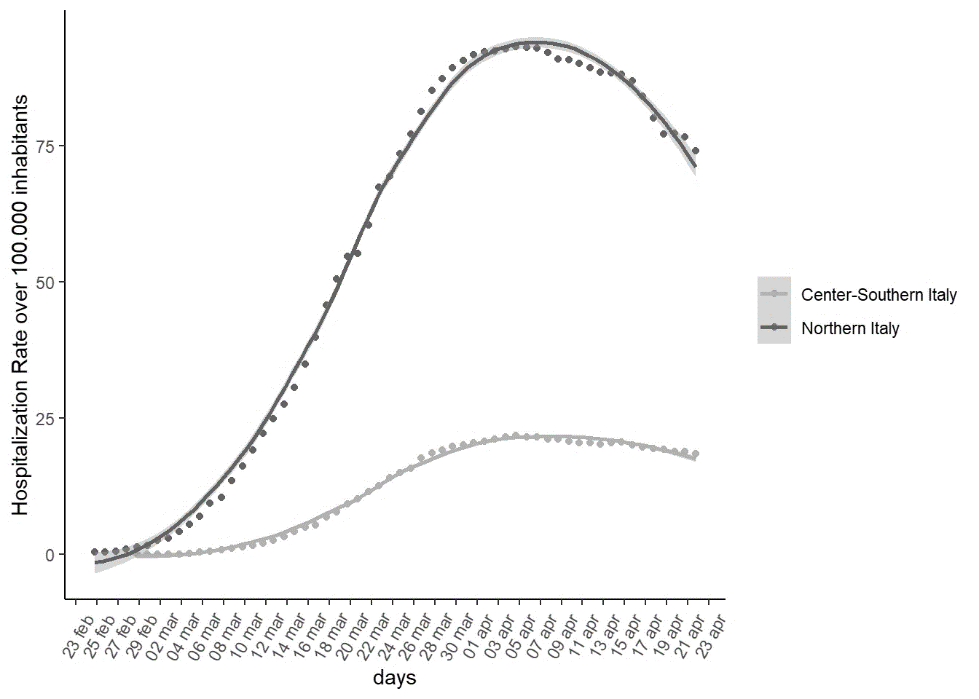 Hospitalization Rate over 100.000 inhabitants
75
50
25
0
23 feb
25 feb
27 feb
29 feb
02 mar
04 mar
06 mar
08 mar
10 mar
12 mar
14 mar
16 mar
18 mar
20 mar
22 mar
24 mar
26 mar
28 mar
30 mar
01 apr
03 apr
05 apr
07 apr
09 apr
11 apr
13 apr
15 apr
17 apr
19 apr
21 apr
23 apr
days
Center-Southern Italy
Northern Italy